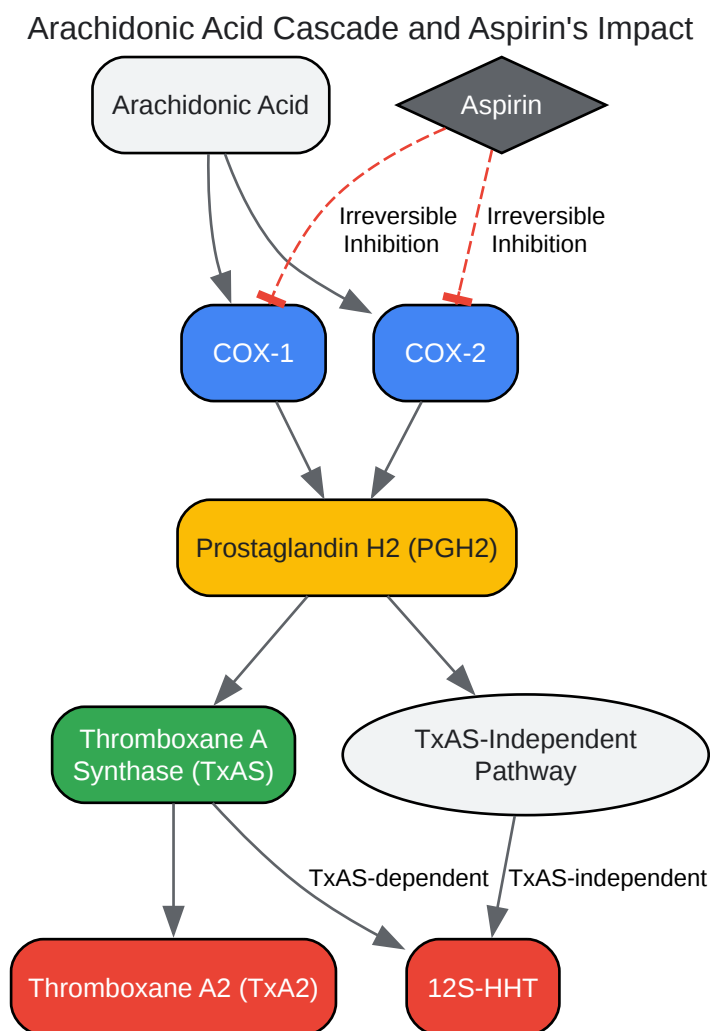 Arachidonic Acid Cascade and Aspirin's Impact
Arachidonic Acid
Aspirin
Irreversible
Inhibition
Irreversible
Inhibition
COX-1
COX-2
Prostaglandin H2 (PGH2)
Thromboxane A
Synthase (TxAS)
TxAS-Independent
Pathway
TxAS-dependent
TxAS-independent
Thromboxane A2 (TxA2)
12S-HHT